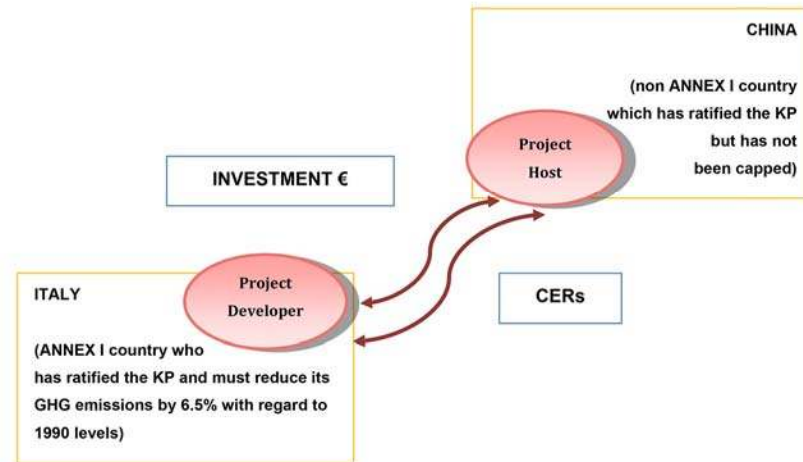 CHINA
(non ANNEX I country
which has ratified the KP
but has not
been capped)
Project
Host
INVESTMENT €
CERs
Project
Developer
ITALY
(ANNEX I country who
has ratified the KP and must reduce its
GHG emissions by 6.5% with regard to
1990 levels)